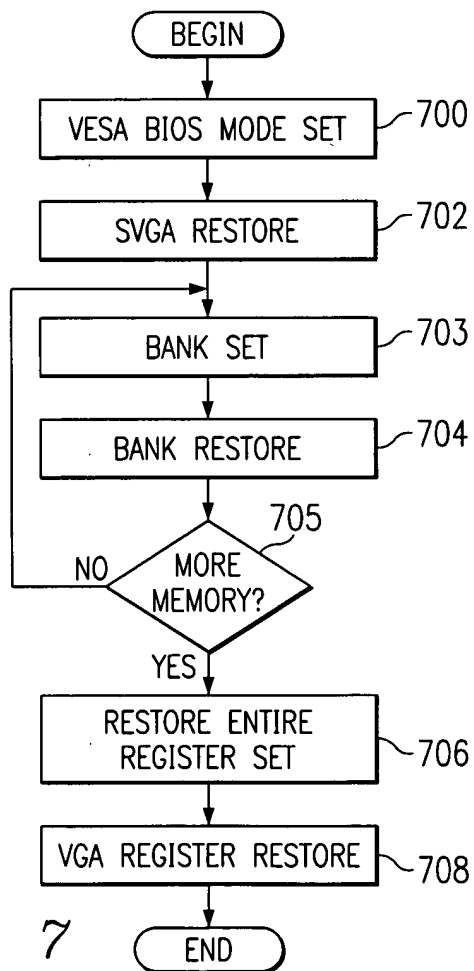 BEGIN
VESA BIOS MODE SET
700
SVGA RESTORE
702
BANK SET
703
BANK RESTORE
704
705
MORE
MEMORY?
NO
YES
RESTORE ENTIRE
REGISTER SET
706
VGA REGISTER RESTORE
708
7
END